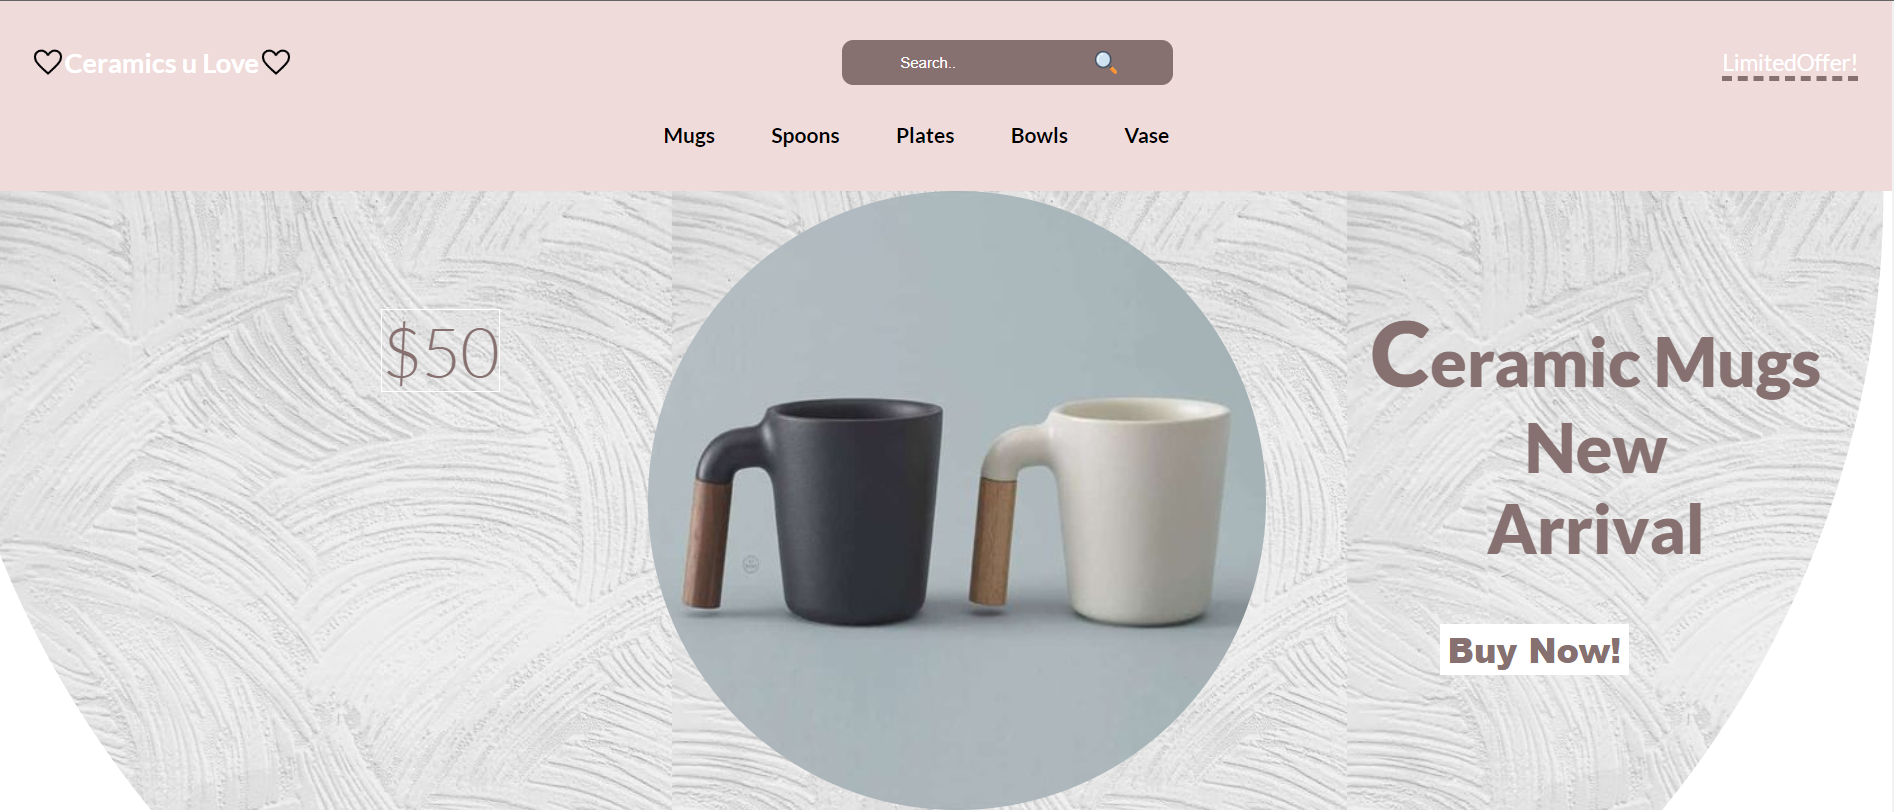 Ceramics u Love
Search..
LimitedOffer!
Mugs Spoons Plates Bowls Vase
$50
Ceramic Mugs
New
Arrival
Buy Now!